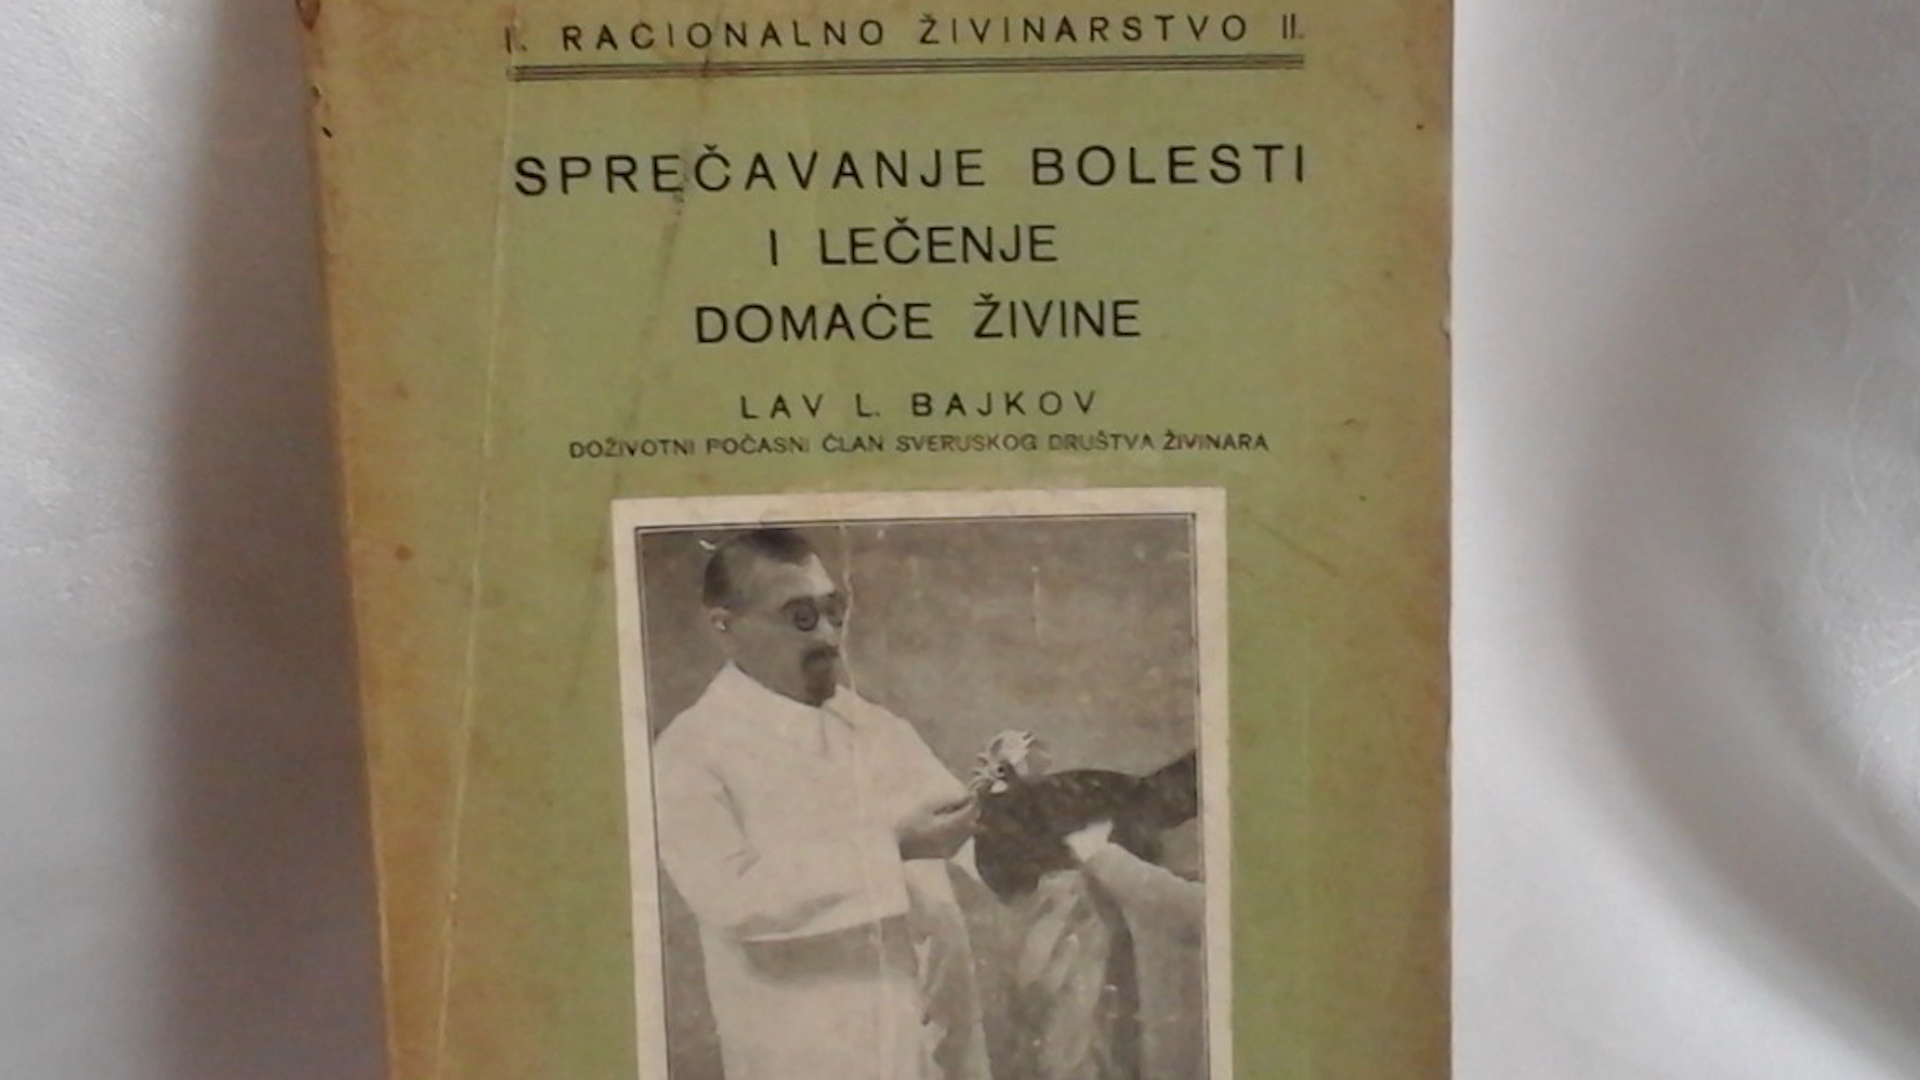 I. RACIONALNO ŽIVINARSTVO II.
SPREČAVANJE BOLESTI
I LEČENJE
DOMAĆE ŽIVINE
LAV L. BAJKOV
DOŽIVOTNI POČASNI ČLAN SVERUSKOG DRUŠTVA ŽIVINARA